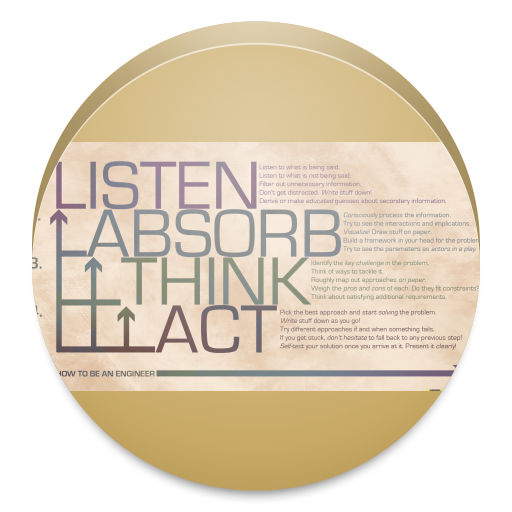 LISTEN
Listen to what is being said.
Listen to what is not being said.
Filter out unnecessary information.
Don't get distracted. Write stuff down!
Derive or make educated guesses about secondary information.
ABSORB
Consciously process the information.
Try to see the interactions and implications.
Visualize! Draw stuff on paper.
Build a framework in your head for the problem
Try to see the parameters as actors in a play.
3.
THINK
Identify the key challenge in the problem.
Think of ways to tackle it.
Roughly map out approaches on paper.
Weigh the pros and cons of each. Do they fit constraints?
Think about satisfying additional requirements.
ACT
Pick the best approach and start solving the problem.
Write stuff down as you go!
Try different approaches if and when something fails.
If you get stuck, don't hesitate to fall back to any previous step!
Self-test your solution once you arrive at it. Present it clearly!
HOW TO BE AN ENGINEER